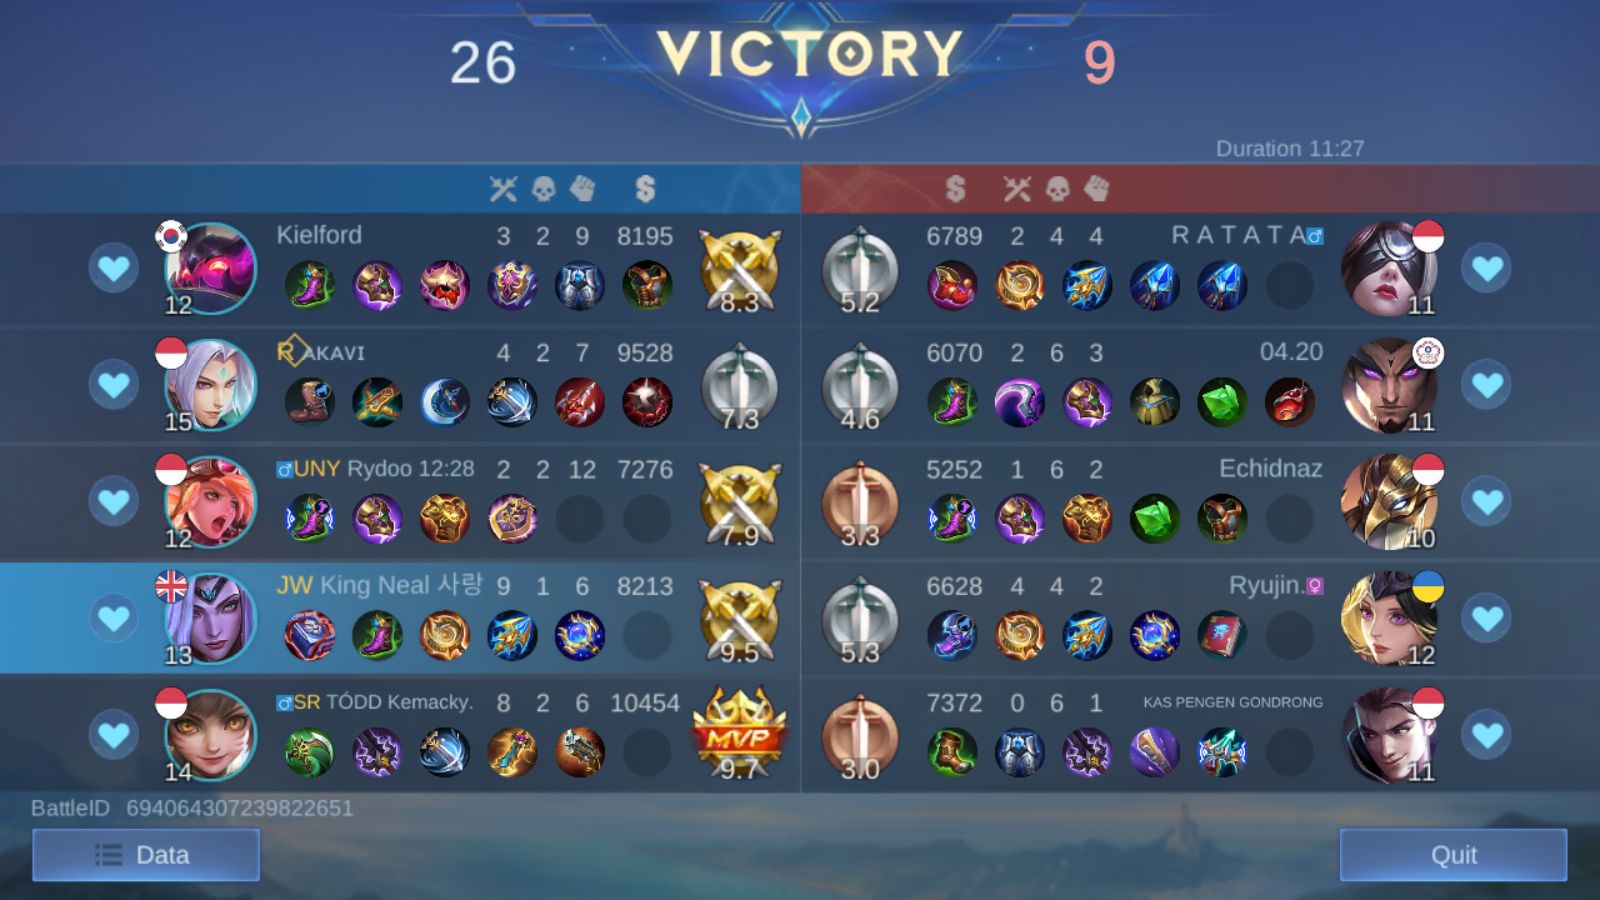 26 VICTORY 9
Duration 11:27
Kielford 3 2 9 8195
12 8.3
6789 2 4 4 R A T A T A♂
5.2 11
RAKAVI 4 2 7 9528
15 7.3
6070 2 6 3 04.20
4.6 11
♂UNY Rydoo 12:28 2 2 12 7276
12 7.9
5252 1 6 2 Echidnaz
3.3 10
JW King Neal 사랑 9 1 6 8213
13 9.5
6628 4 4 2 Ryujin.♀
5.3 12
♂SR TÓDD Kemacky. 8 2 6 10454
14 MVP 9.7
7372 0 6 1 KAS PENGEN GONDRONG
3.0 11
BattleID 694064307239822651
Data
Quit